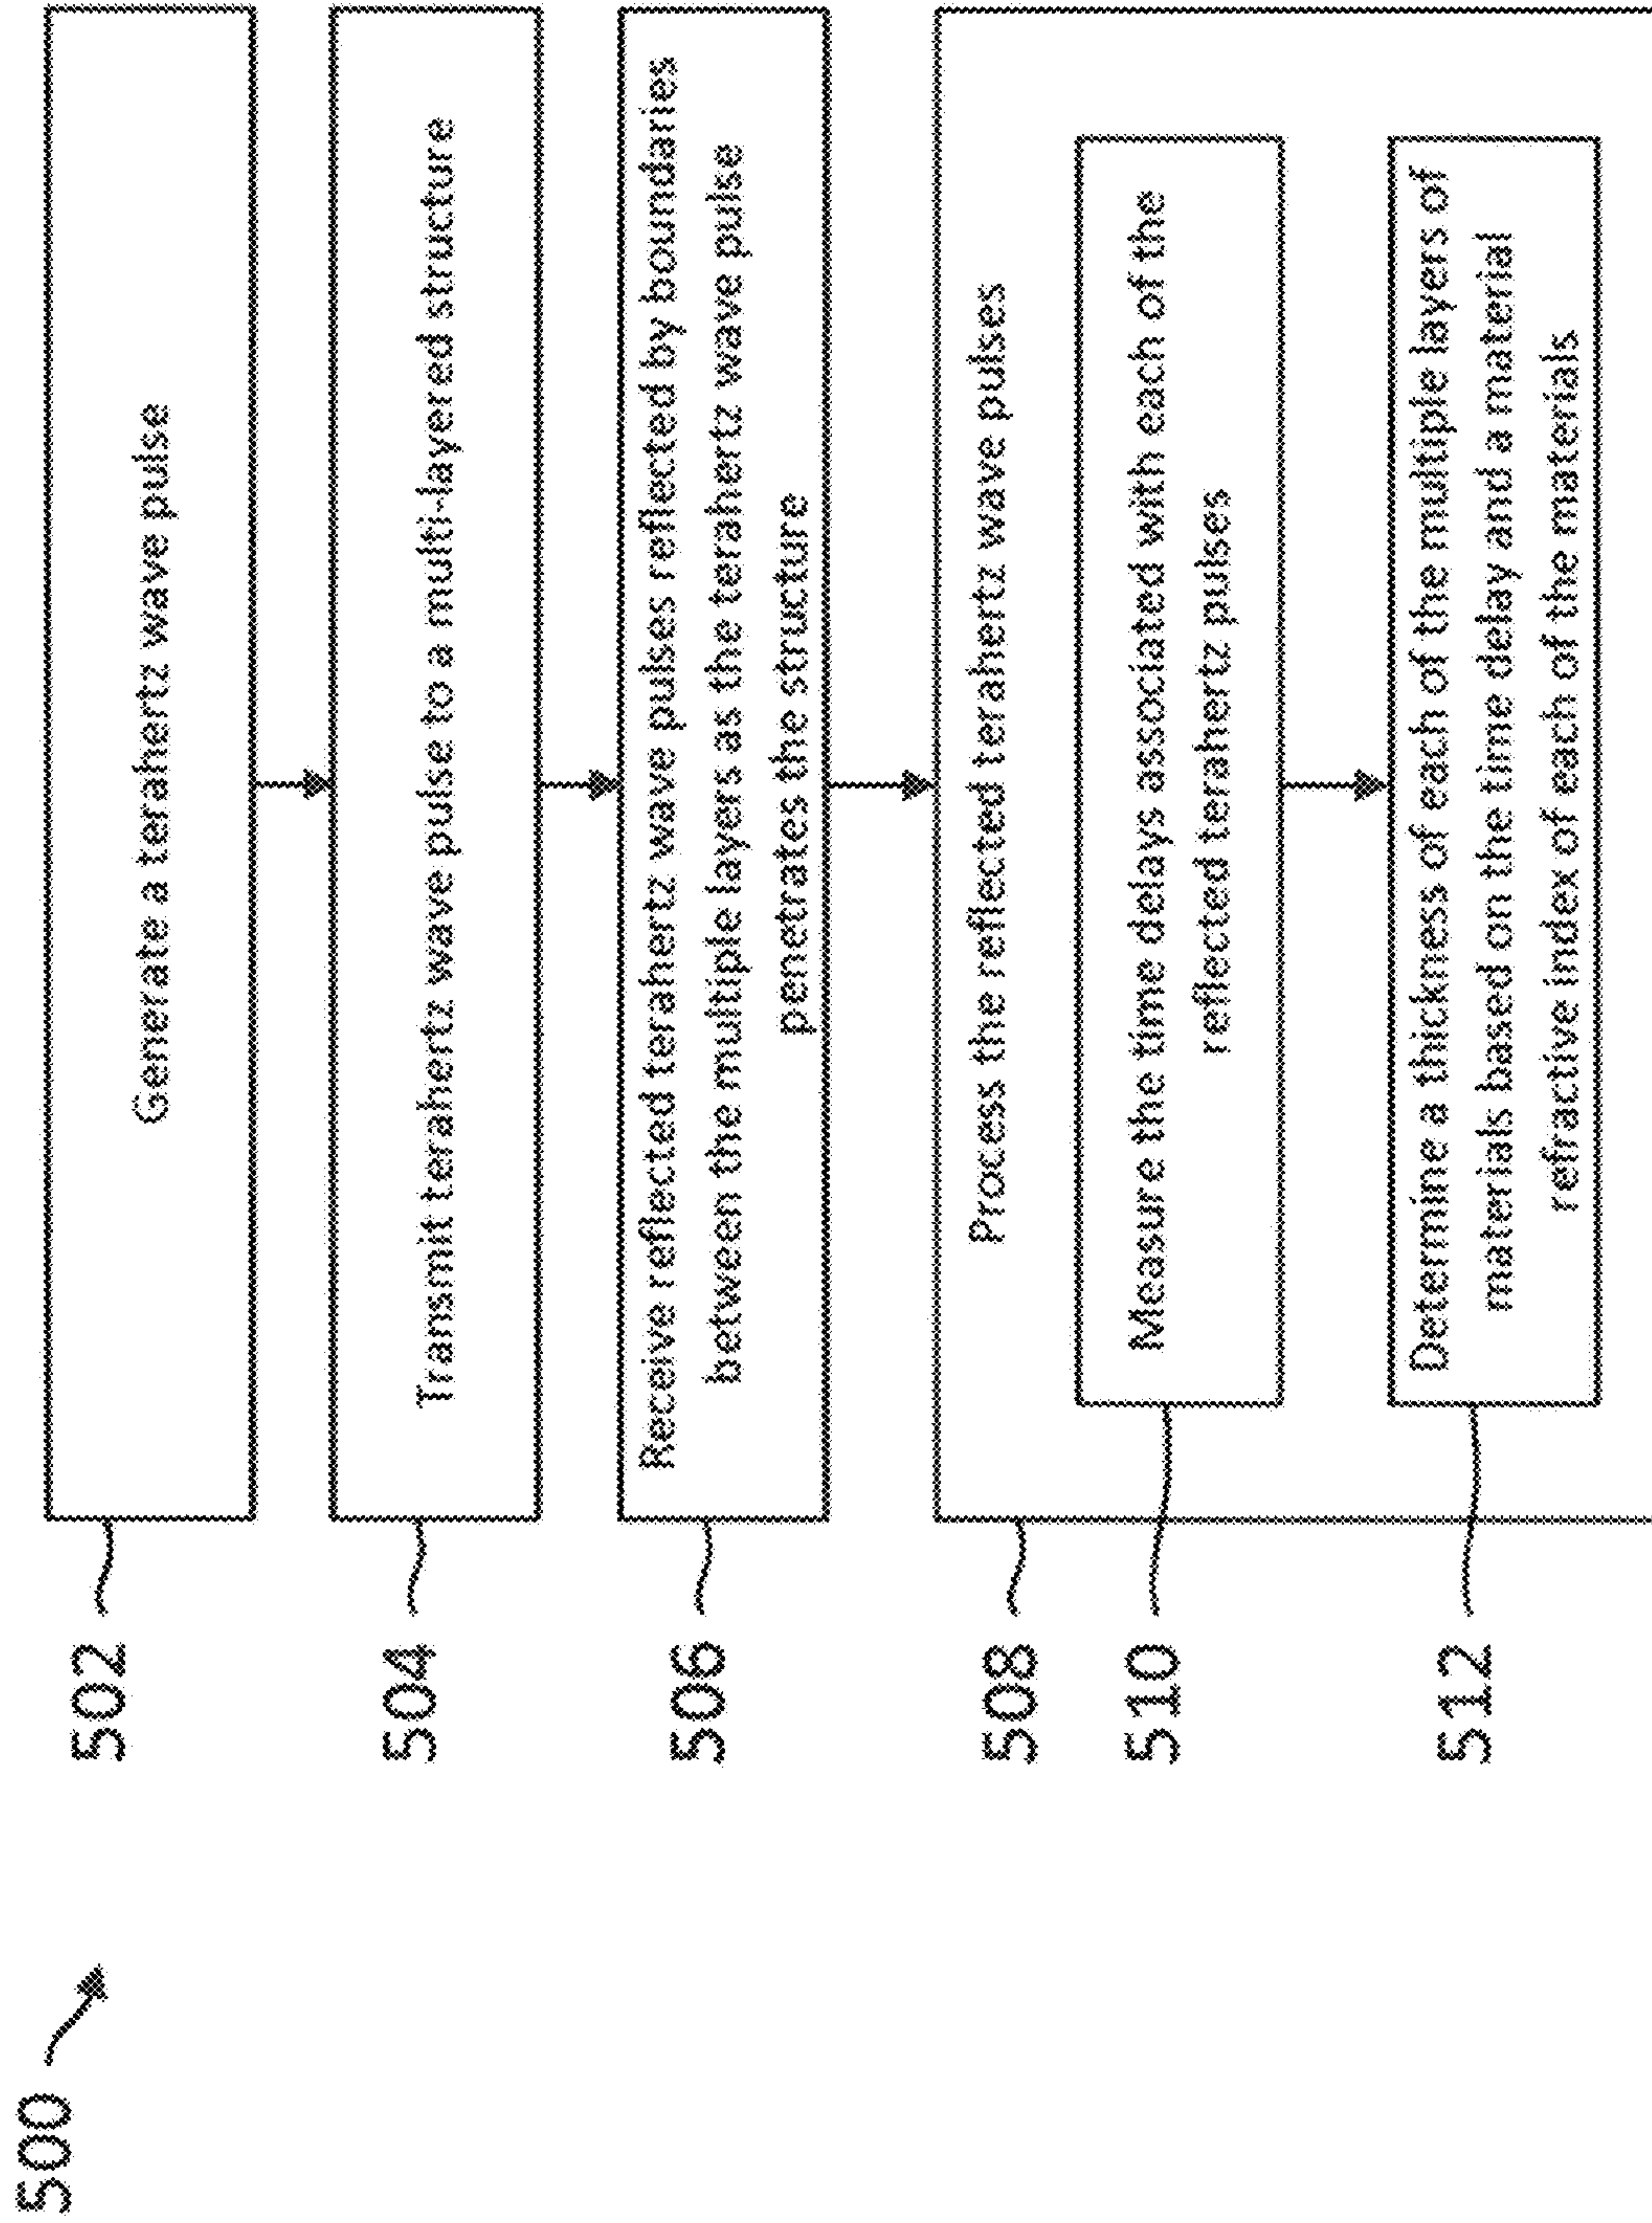 500
502
Generate a terahertz wave pulse
504
Transmit terahertz wave pulse to a multi-layered structure
506
Receive reflected terahertz wave pulses reflected by boundaries
between the multiple layers as the terahertz wave pulse
penetrates the structure
508
Process the reflected terahertz wave pulses
510
Measure the time delays associated with each of the
reflected terahertz pulses
512
Determine a thickness of each of the multiple layers of
materials based on the time delay and a material
refractive index of each of the materials